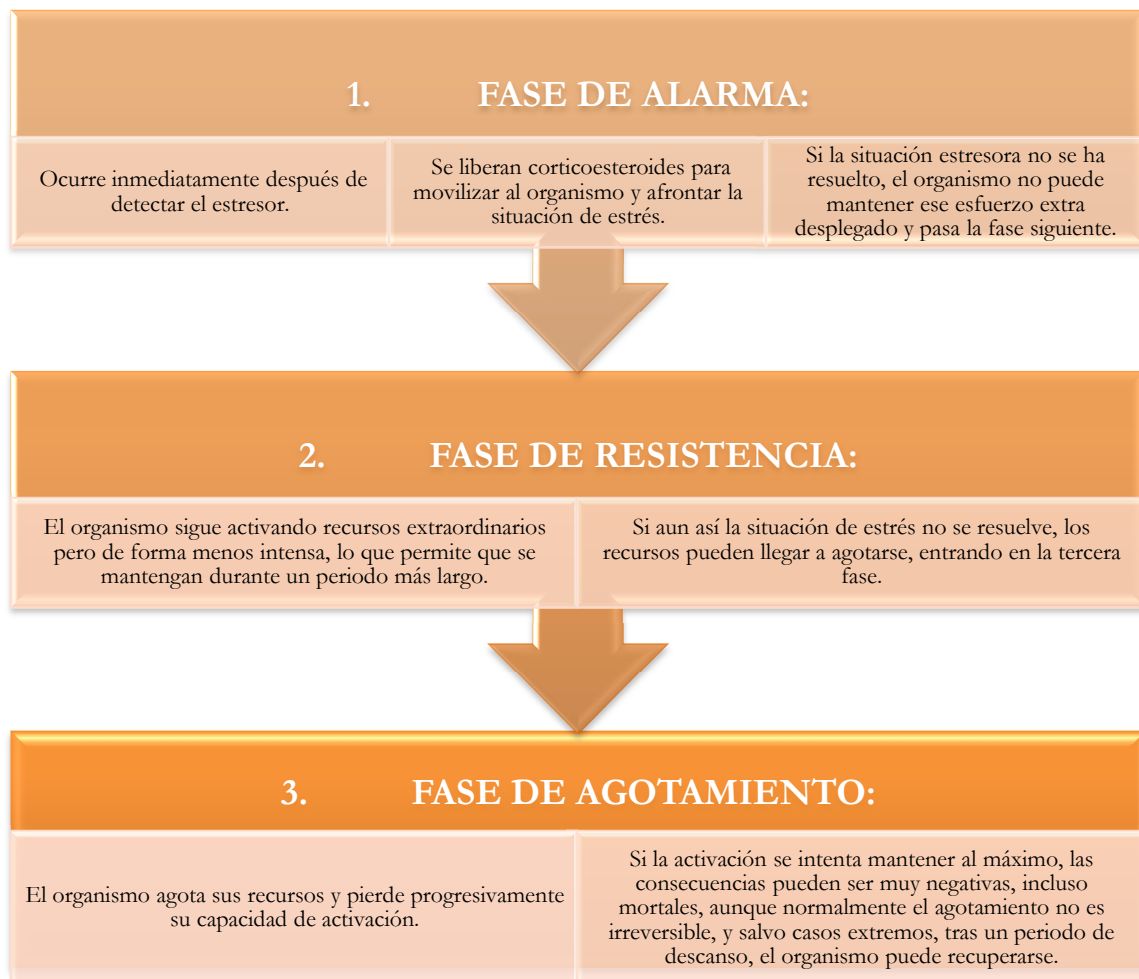 1. FASE DE ALARMA:
Ocurre inmediatamente después de
detectar el estresor.
Se liberan corticoesteroides para
movilizar al organismo y afrontar la
situación de estrés.
Si la situación estresora no se ha
resuelto, el organismo no puede
mantener ese esfuerzo extra
desplegado y pasa la fase siguiente.
2. FASE DE RESISTENCIA:
El organismo sigue activando recursos extraordinarios
pero de forma menos intensa, lo que permite que se
mantengan durante un periodo más largo.
Si aun así la situación de estrés no se resuelve, los
recursos pueden llegar a agotarse, entrando en la tercera
fase.
3. FASE DE AGOTAMIENTO:
El organismo agota sus recursos y pierde progresivamente
su capacidad de activación.
Si la activación se intenta mantener al máximo, las
consecuencias pueden ser muy negativas, incluso
mortales, aunque normalmente el agotamiento no es
irreversible, y salvo casos extremos, tras un periodo de
descanso, el organismo puede recuperarse.